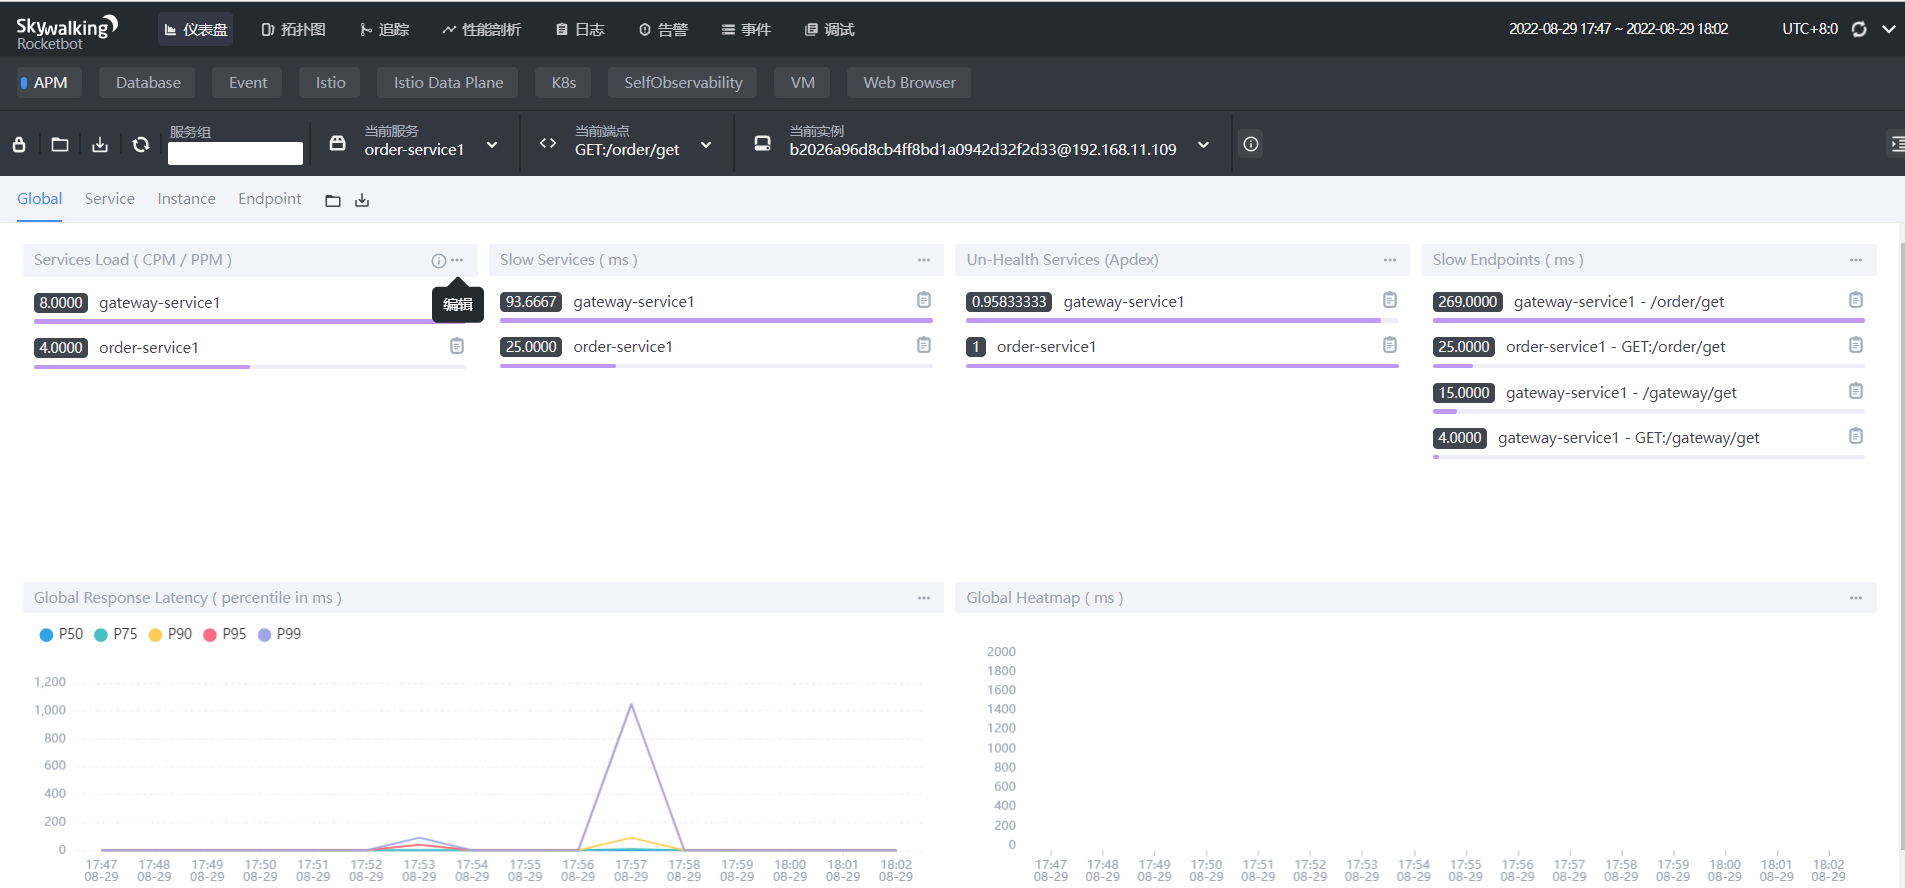 Skywalking
Rocketbot
仪表盘 拓扑图 追踪 性能剖析 日志 告警 事件 调试
2022-08-29 17:47 ~ 2022-08-29 18:02 UTC+8:0
APM Database Event Istio Istio Data Plane K8s SelfObservability VM Web Browser
服务组 当前服务 当前端点 当前实例
order-service1 GET:/order/get b2026a96d8cb4ff8bd1a0942d32f2d33@192.168.11.109
Global Service Instance Endpoint
Services Load ( CPM / PPM )
编辑
8.0000 gateway-service1
4.0000 order-service1
Slow Services ( ms )
93.6667 gateway-service1
25.0000 order-service1
Un-Health Services (Apdex)
0.95833333 gateway-service1
1 order-service1
Slow Endpoints ( ms )
269.0000 gateway-service1 - /order/get
25.0000 order-service1 - GET:/order/get
15.0000 gateway-service1 - /gateway/get
4.0000 gateway-service1 - GET:/gateway/get
Global Response Latency ( percentile in ms )
P50 P75 P90 P95 P99
1,200
1,000
800
600
400
200
0
17:47 17:48 17:49 17:50 17:51 17:52 17:53 17:54 17:55 17:56 17:57 17:58 17:59 18:00 18:01 18:02
08-29 08-29 08-29 08-29 08-29 08-29 08-29 08-29 08-29 08-29 08-29 08-29 08-29 08-29 08-29 08-29
Global Heatmap ( ms )
2000
1800
1600
1400
1200
1000
800
600
400
200
0
17:47 17:48 17:49 17:50 17:51 17:52 17:53 17:54 17:55 17:56 17:57 17:58 17:59 18:00 18:01 18:02
08-29 08-29 08-29 08-29 08-29 08-29 08-29 08-29 08-29 08-29 08-29 08-29 08-29 08-29 08-29 08-29